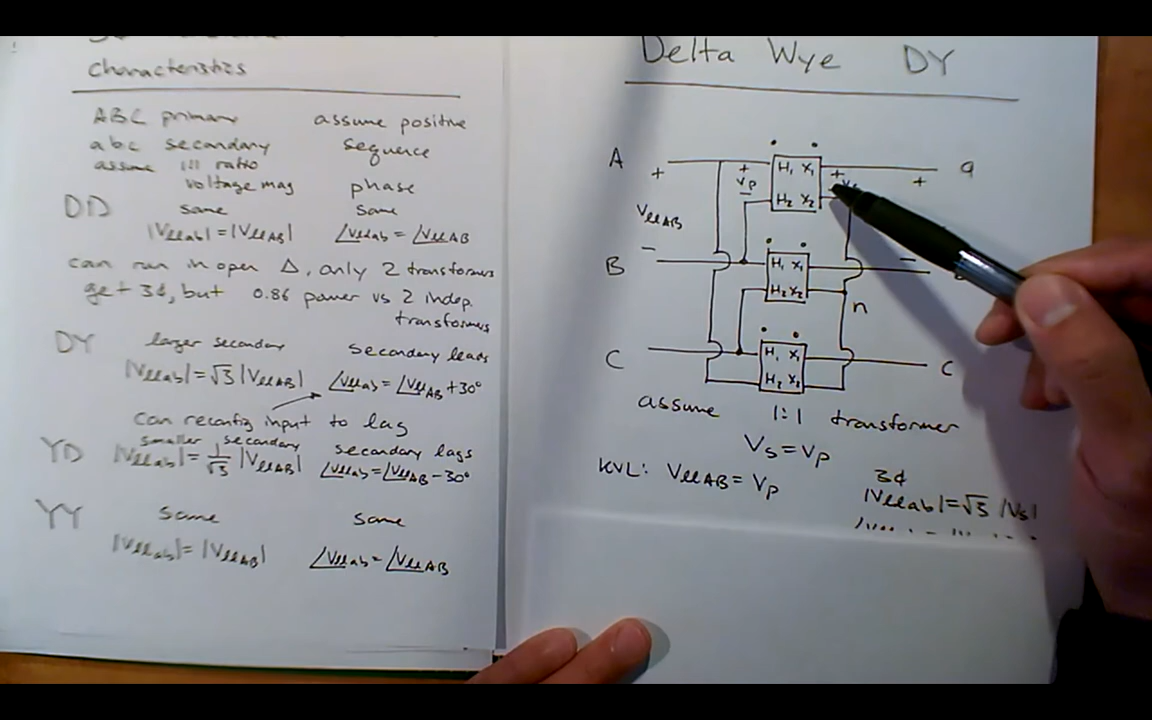 Characteristics
ABC primary assume positive
abc secondary sequence
assume 1:1 ratio
voltage mag phase
DD same same
|Vllab| = |VllAB| ∠Vllab = ∠VllAB
can run in open Δ, only 2 transformers
get 3ϕ, but 0.86 power vs 2 indep.
transformers
DY larger secondary secondary leads
|Vllab| = √3 |VllAB| ∠Vllab = ∠VllAB +30°
can reconfig input to lag
YD smaller secondary secondary lags
|Vllab| = 1/√3 |VllAB| ∠Vllab = ∠VllAB -30°
YY same same
|Vllab| = |VllAB| ∠Vllab = ∠VllAB
Delta Wye DY
A + + Vp - H1 X1 H2 X2 + + a
VllAB
- B H1 X1 H2 X2 - n
C H1 X1 H2 X2 C
assume 1:1 transformer
Vs = Vp
KVL: VllAB = Vp
3ϕ
|Vllab| = √3 |Vs|